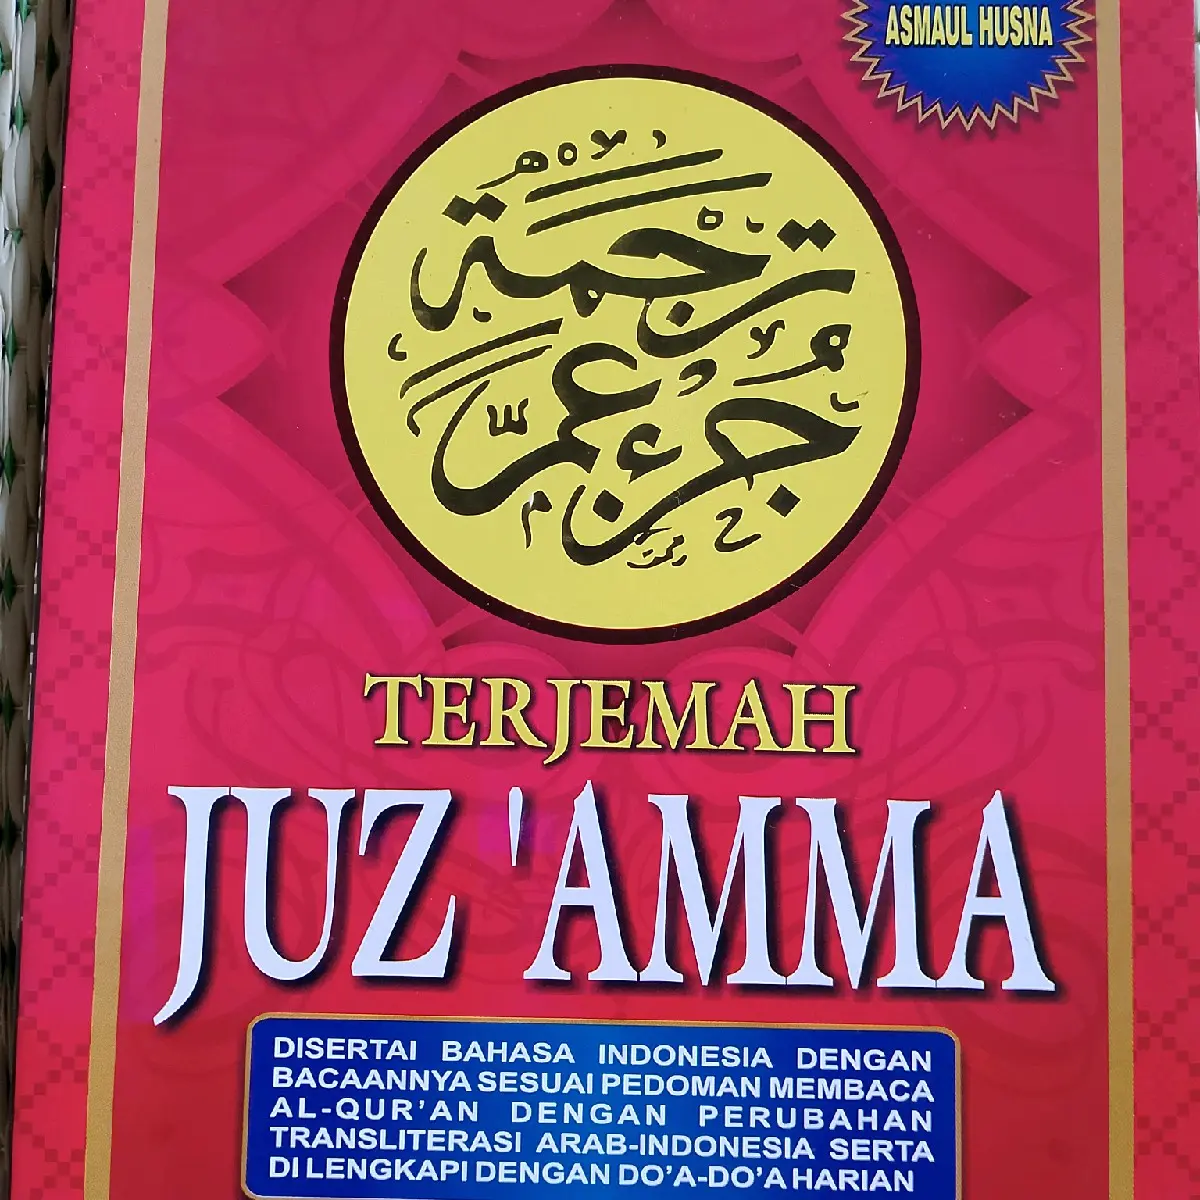 ASMAUL HUSNA
ترجمة
جزء عم
TERJEMAH
JUZ 'AMMA
DISERTAI BAHASA INDONESIA DENGAN
BACAANNYA SESUAI PEDOMAN MEMBACA
AL-QUR'AN DENGAN PERUBAHAN
TRANSLITERASI ARAB-INDONESIA SERTA
DI LENGKAPI DENGAN DO'A-DO'A HARIAN